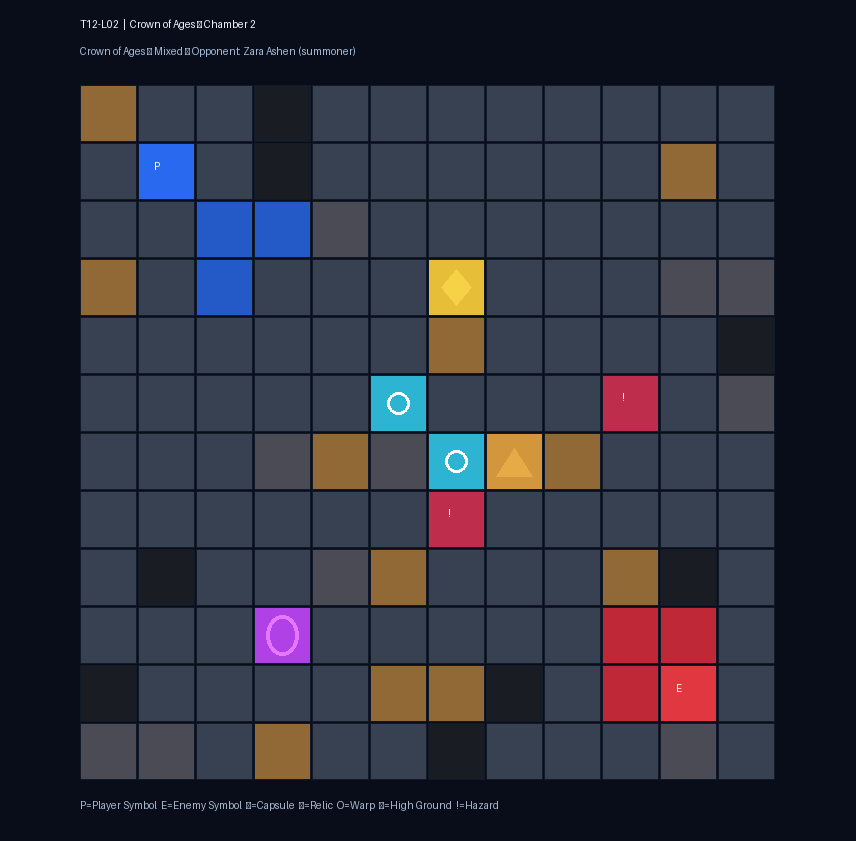 T12-L02 | Crown of Ages▯Chamber 2
Crown of Ages▯Mixed▯Opponent: Zara Ashen (summoner)
P
!
!
E
P=Player Symbol E=Enemy Symbol ▯=Capsule ▯=Relic O=Warp ▯=High Ground !=Hazard